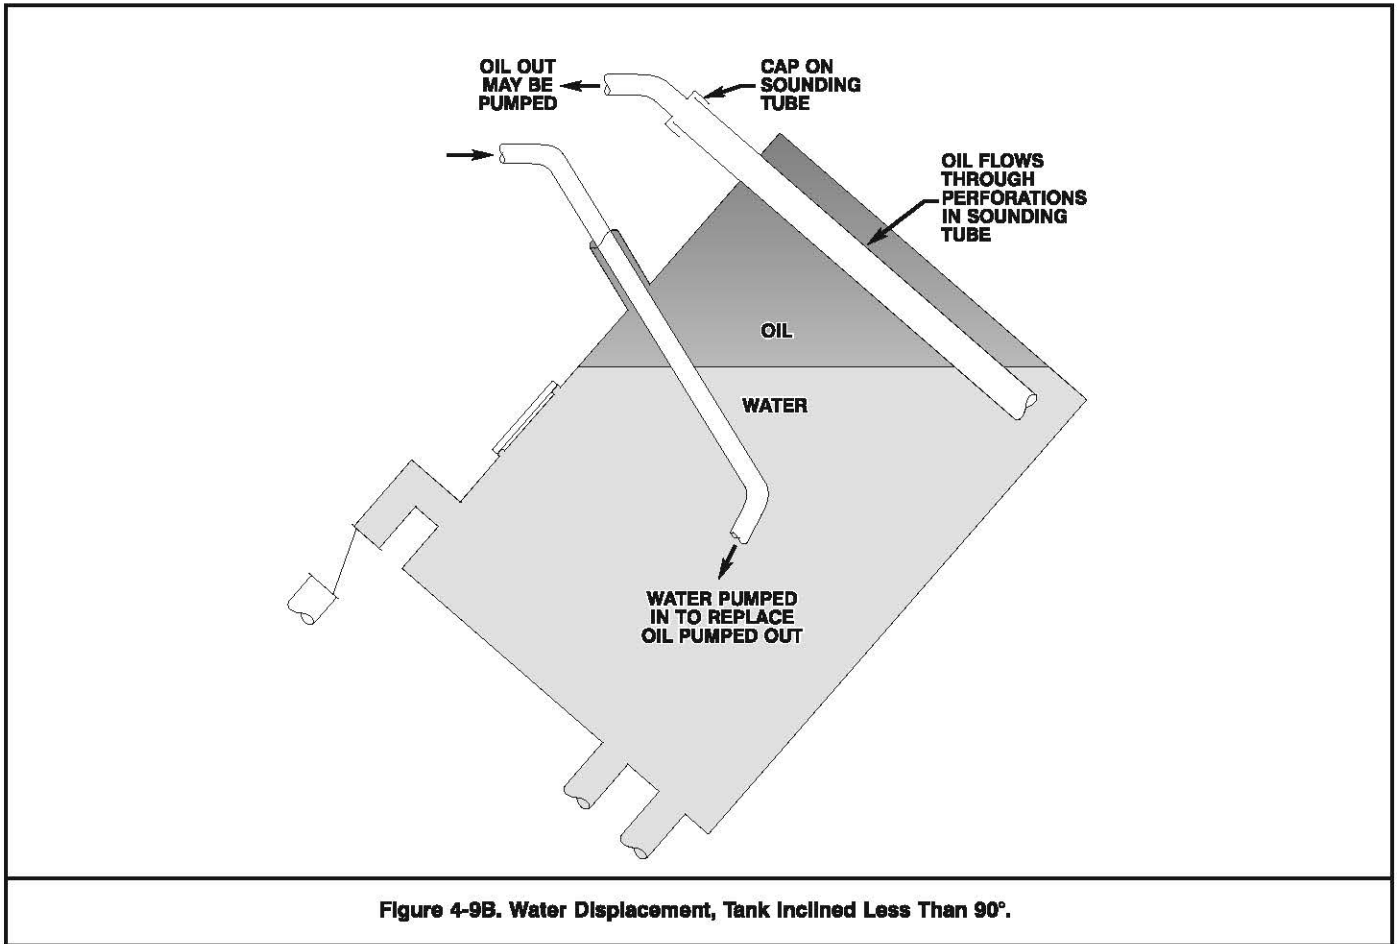 OIL OUT
MAY BE
PUMPED
CAP ON
SOUNDING
TUBE
OIL FLOWS
THROUGH
PERFORATIONS
IN SOUNDING
TUBE
OIL
WATER
WATER PUMPED
IN TO REPLACE
OIL PUMPED OUT
Figure 4-9B. Water Displacement, Tank Inclined Less Than 90°.